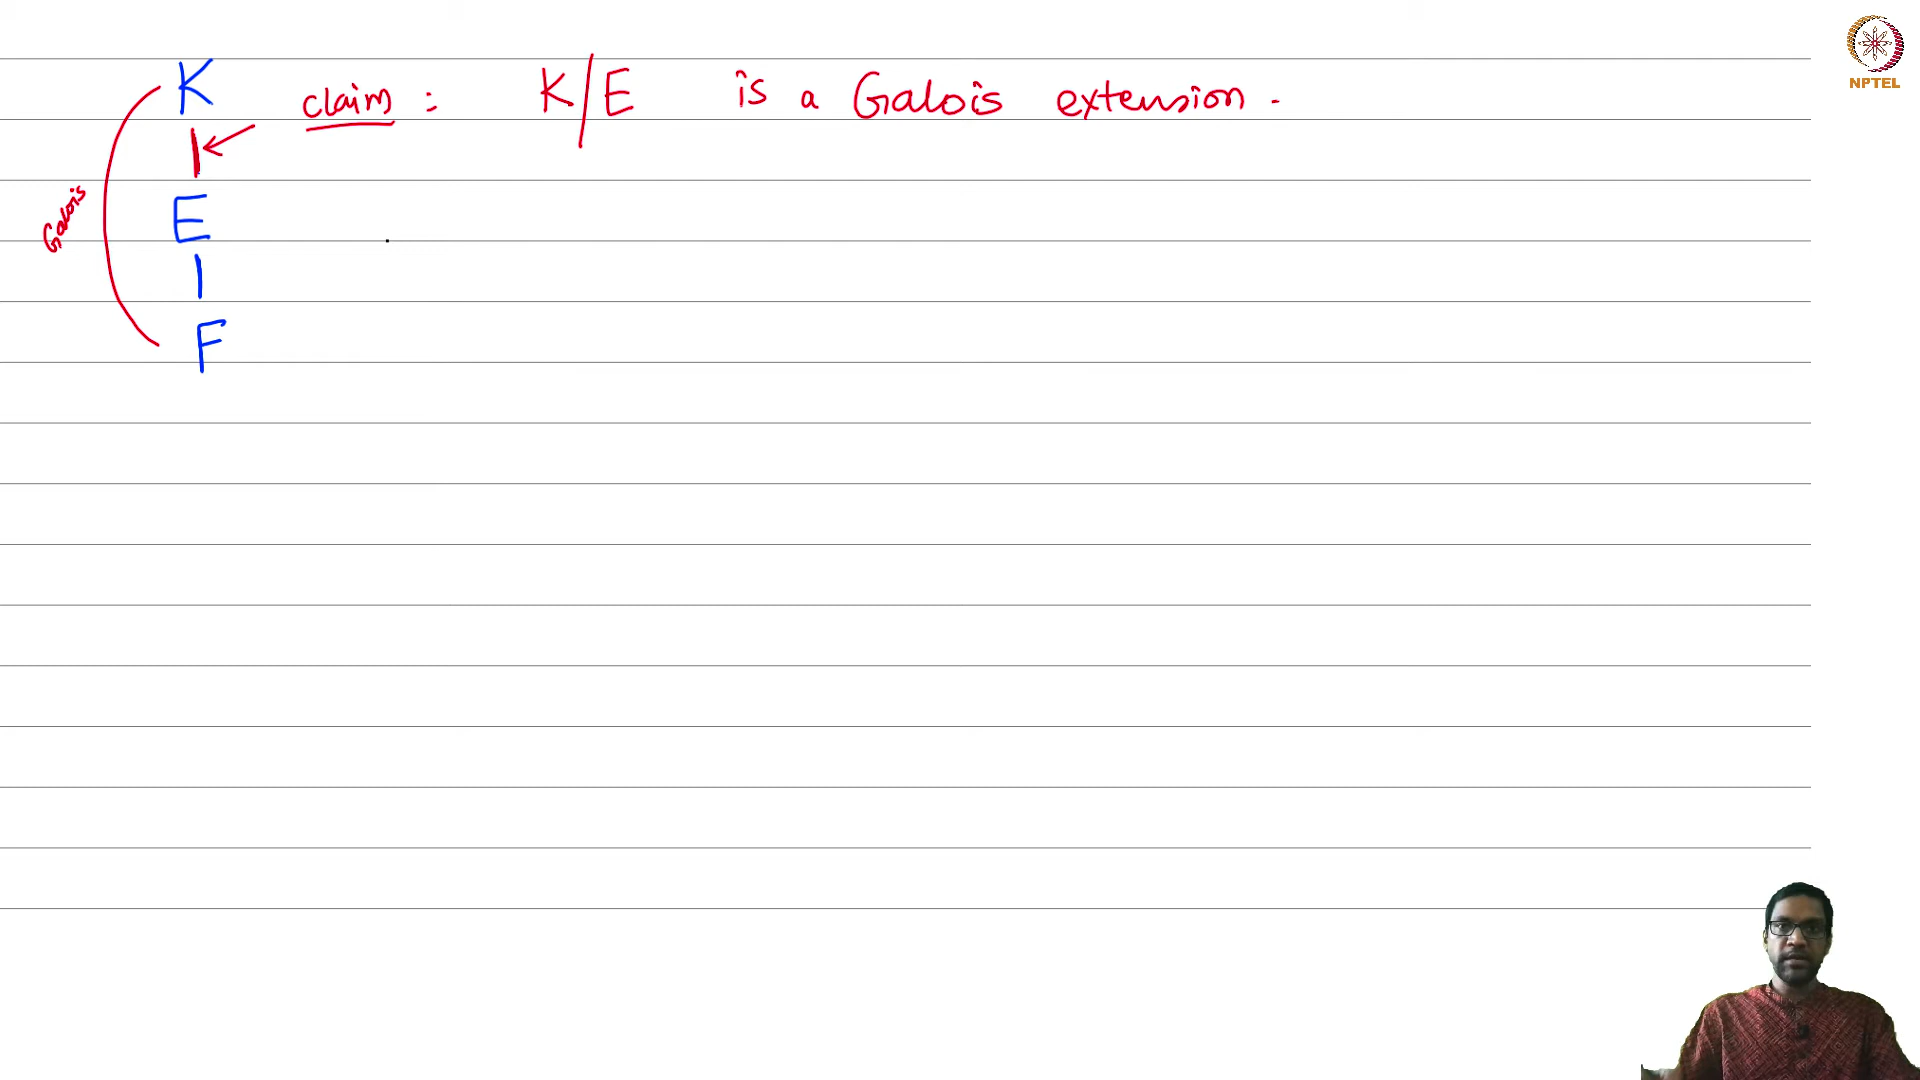 K claim : K/E is a Galois extension .
Galois
E
F
NPTEL